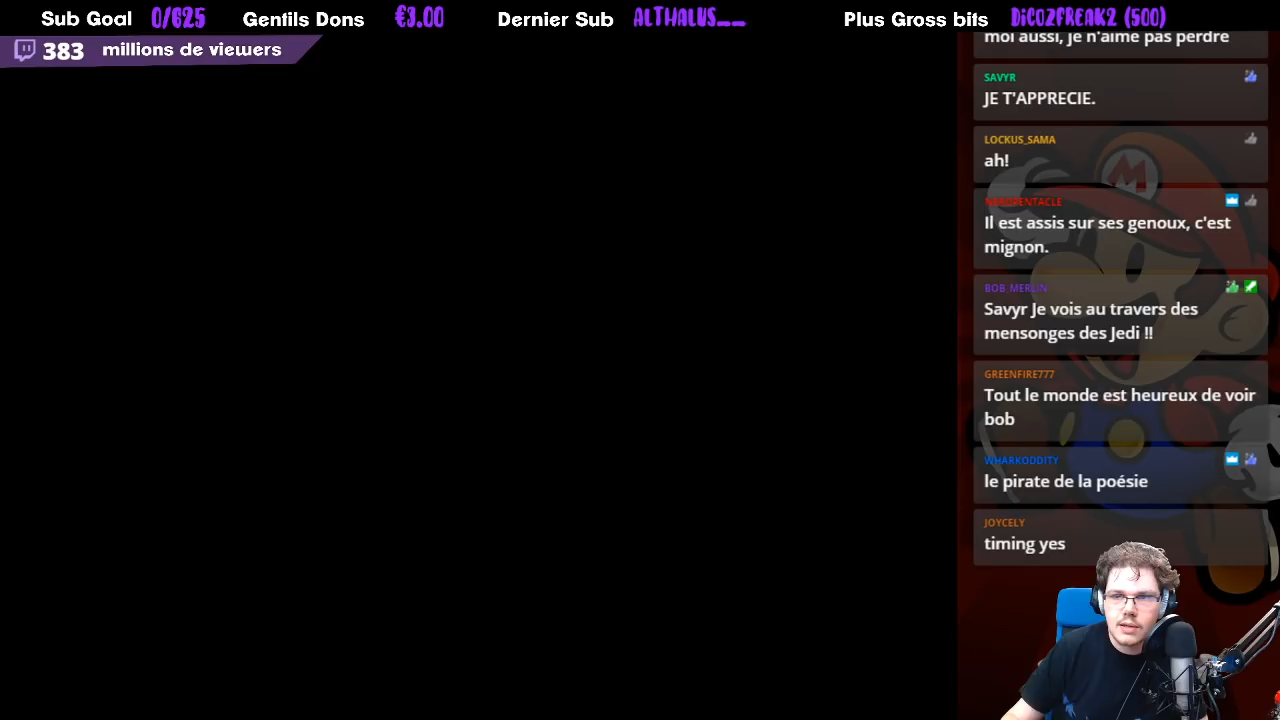 Sub Goal 0/625 Gentils Dons €3.00 Dernier Sub ALTHALUS__ Plus Gross bits DiCOZFREAKZ (500)
383 millions de viewers
moi aussi, je n'aime pas perdre
SAVYR
JE T'APPRECIE.
LOCKUS_SAMA
ah!
M
Il est assis sur ses genoux, c'est
mignon.
BOB_MERLIN
Savyr Je vois au travers des
mensonges des Jedi !!
GREENFIRE777
Tout le monde est heureux de voir
bob
WHARKODDITY
le pirate de la poésie
JOYCELY
timing yes